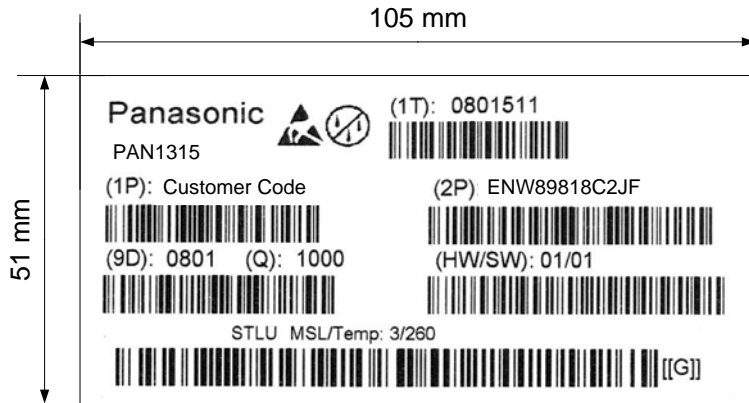 105 mm
51 mm
Panasonic
PAN1315
(1T): 0801511
(1P): Customer Code
(2P) ENW89818C2JF
(9D): 0801 (Q): 1000
(HW/SW): 01/01
STLU MSL/Temp: 3/260
[[G]]